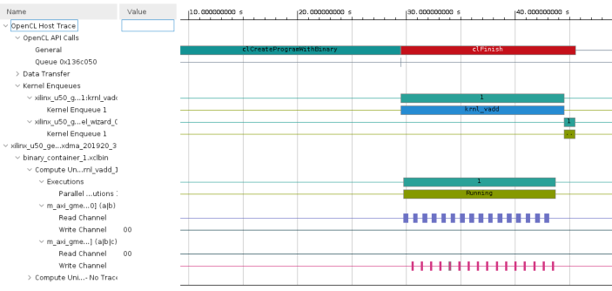 Name Value 10.000000000 s 20.000000000 s 30.000000000 s 40.000000000 s
OpenCL Host Trace
OpenCL API Calls
General clCreateProgramWithBinary clFinish
Queue 0x136c050
Data Transfer
Kernel Enqueues
xilinx_u50_g...1:krnl_vadd 1
Kernel Enqueue 1 krnl_vadd
xilinx_u50_g...el_wizard_0 1
Kernel Enqueue 1
xilinx_u50_ge...xdma_201920_3
binary_container_1.xclbin
Compute Un...rnl_vadd_1
Executions 1
Parallel ...utions Running
m_axi_gme...0] (a|b)
Read Channel
Write Channel 00
m_axi_gme...] (a|b|c)
Read Channel 00
Write Channel
Compute Uni...- No Trace